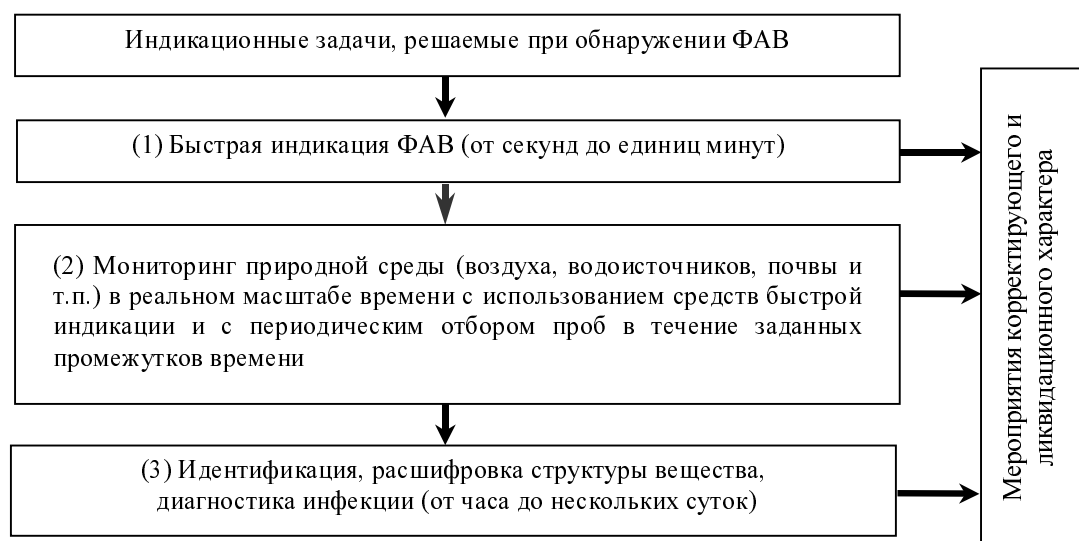 Индикационные задачи, решаемые при обнаружении ФАВ
(1) Быстрая индикация ФАВ (от секунд до единиц минут)
(2) Мониторинг природной среды (воздуха, водоисточников, почвы и
т.п.) в реальном масштабе времени с использованием средств быстрой
индикации и с периодическим отбором проб в течение заданных
промежутков времени
(3) Идентификация, расшифровка структуры вещества,
диагностика инфекции (от часа до нескольких суток)
Мероприятия корректирующего и
ликвидационного характера